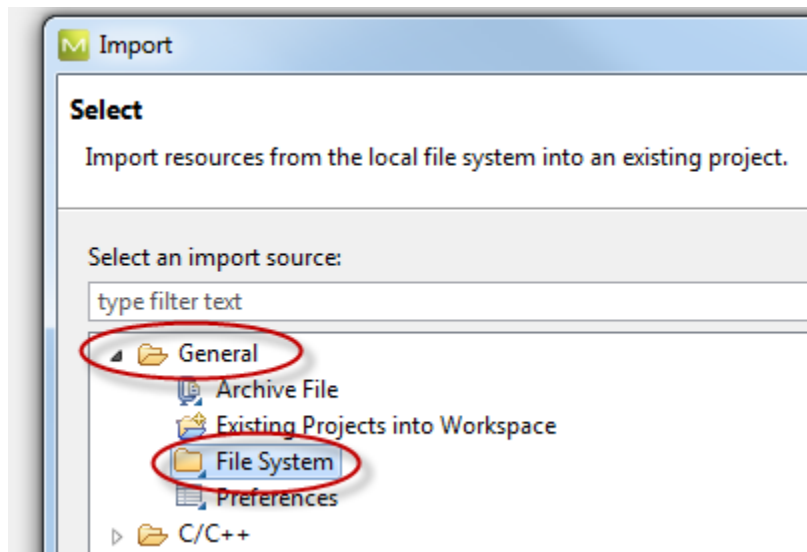 Import
Select
Import resources from the local file system into an existing project.
Select an import source:
type filter text
General
Archive File
Existing Projects into Workspace
File System
Preferences
C/C++